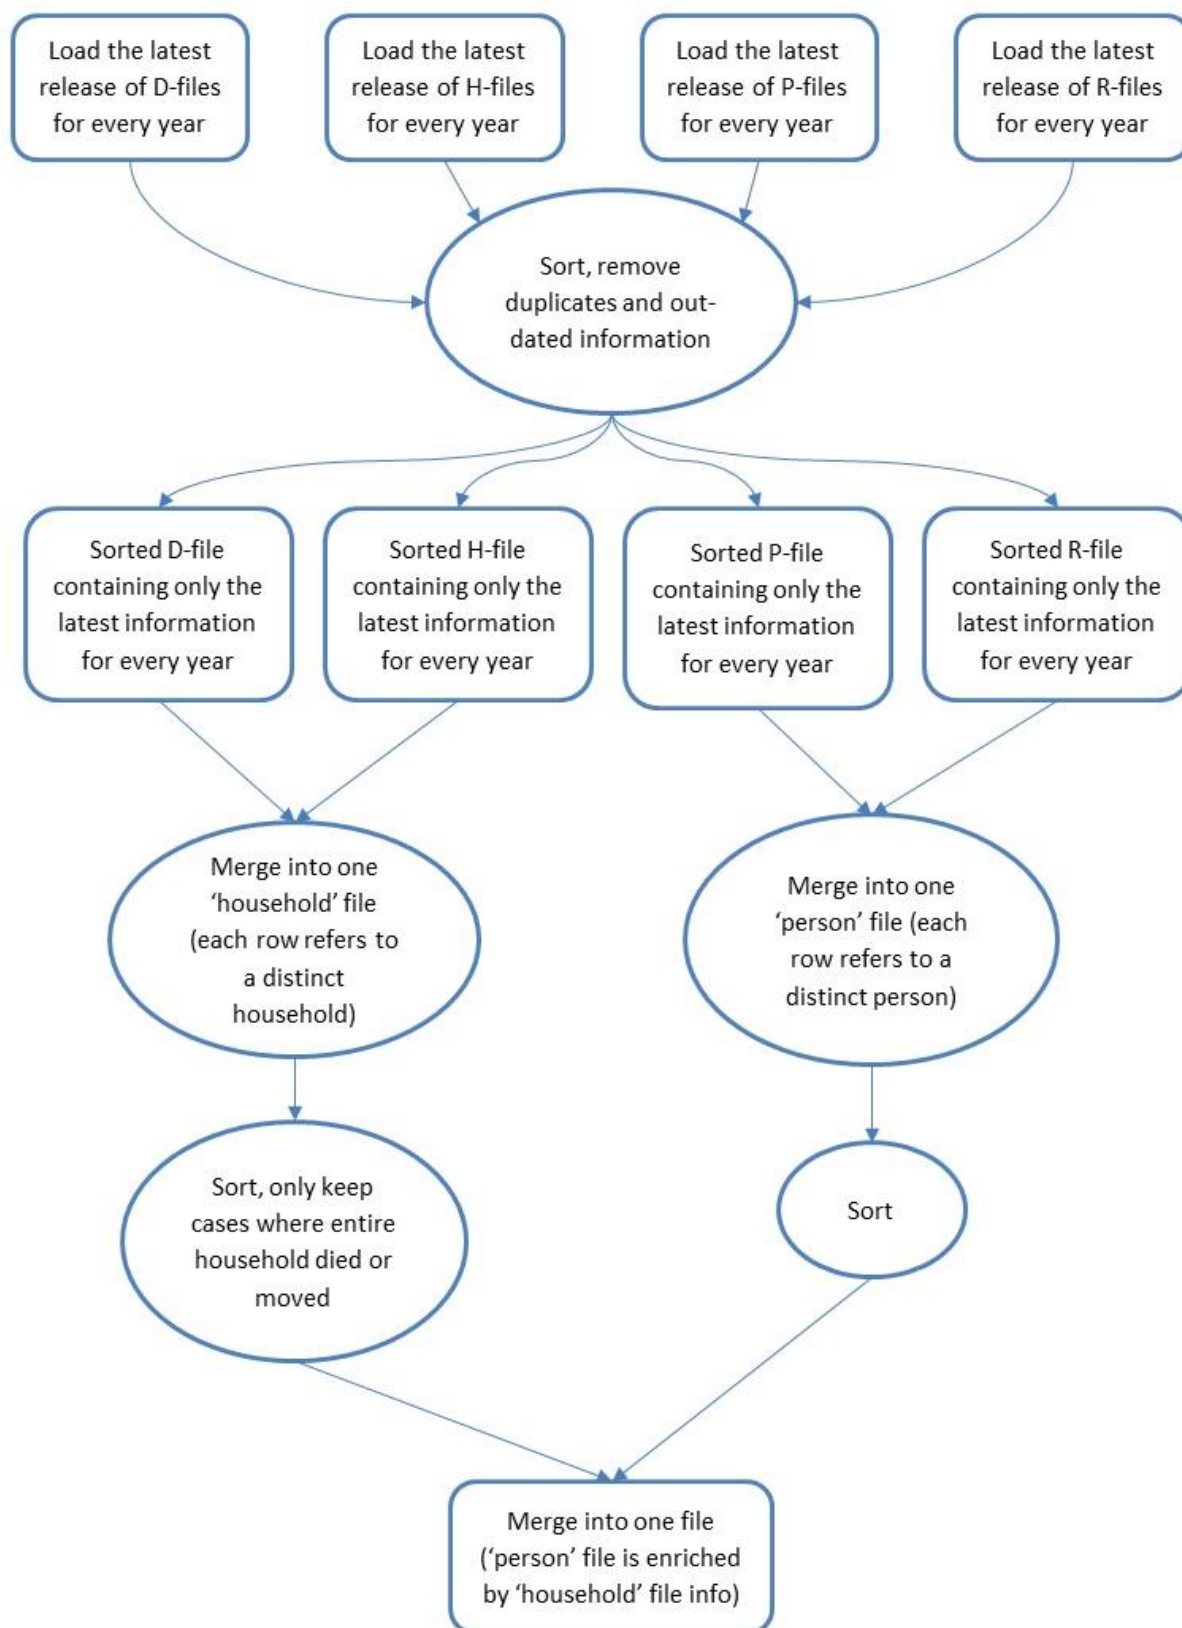 Load the latest
release of D-files
for every year
Load the latest
release of H-files
for every year
Load the latest
release of P-files
for every year
Load the latest
release of R-files
for every year
Sort, remove
duplicates and out-
dated information
Sorted D-file
containing only the
latest information
for every year
Sorted H-file
containing only the
latest information
for every year
Sorted P-file
containing only the
latest information
for every year
Sorted R-file
containing only the
latest information
for every year
Merge into one
‘household’ file
(each row refers to
a distinct
household)
Merge into one
‘person’ file (each
row refers to a
distinct person)
Sort, only keep
cases where entire
household died or
moved
Sort
Merge into one file
(‘person’ file is enriched
by ‘household’ file info)